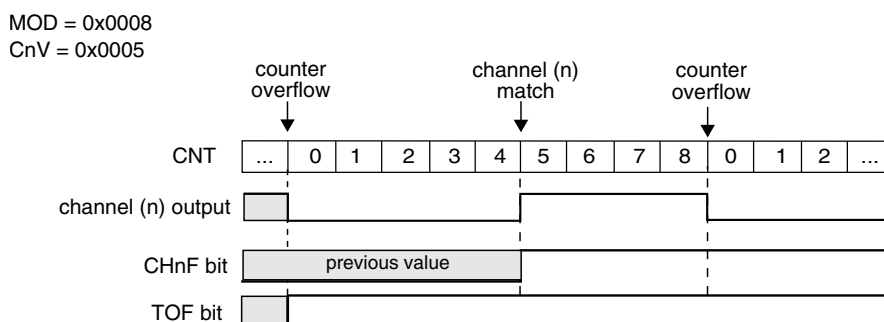 MOD = 0x0008
CnV = 0x0005
counter overflow
channel (n) match
counter overflow
CNT ... 0 1 2 3 4 5 6 7 8 0 1 2 ...
channel (n) output
CHnF bit previous value
TOF bit